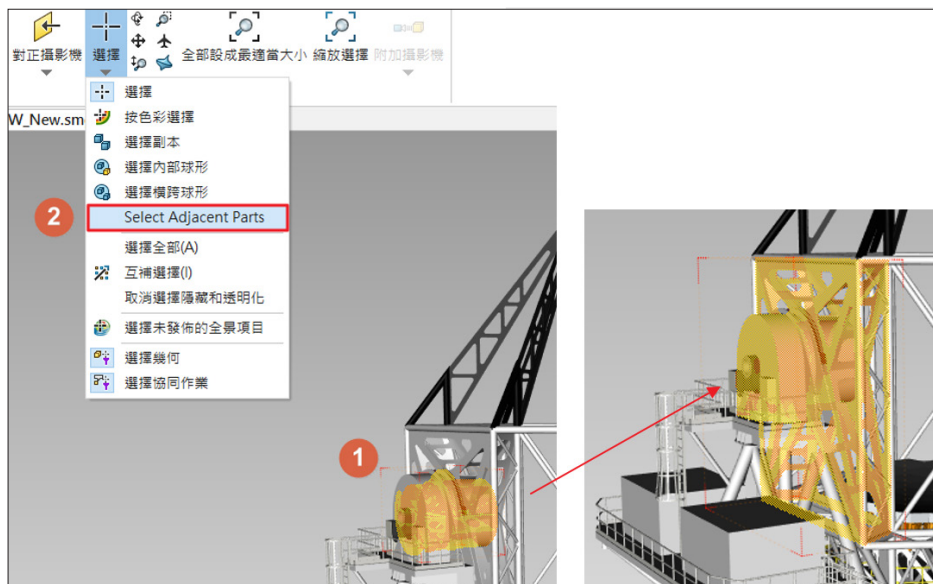 對正攝影機
選擇
全部設成最適當大小
縮放選擇
附加攝影機
W_New.sm
選擇
按色彩選擇
選擇副本
選擇內部球形
選擇橫跨球形
2
Select Adjacent Parts
選擇全部(A)
互補選擇(I)
取消選擇隱藏和透明化
選擇未發佈的全景項目
選擇幾何
選擇協同作業
1